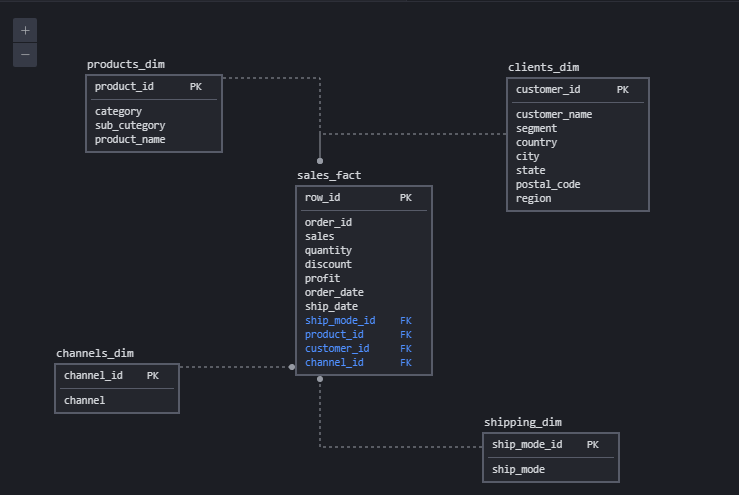 +
−
products_dim
product_id PK
category
sub_cutegory
product_name
clients_dim
customer_id PK
customer_name
segment
country
city
state
postal_code
region
sales_fact
row_id PK
order_id
sales
quantity
discount
profit
order_date
ship_date
ship_mode_id FK
product_id FK
customer_id FK
channel_id FK
channels_dim
channel_id PK
channel
shipping_dim
ship_mode_id PK
ship_mode